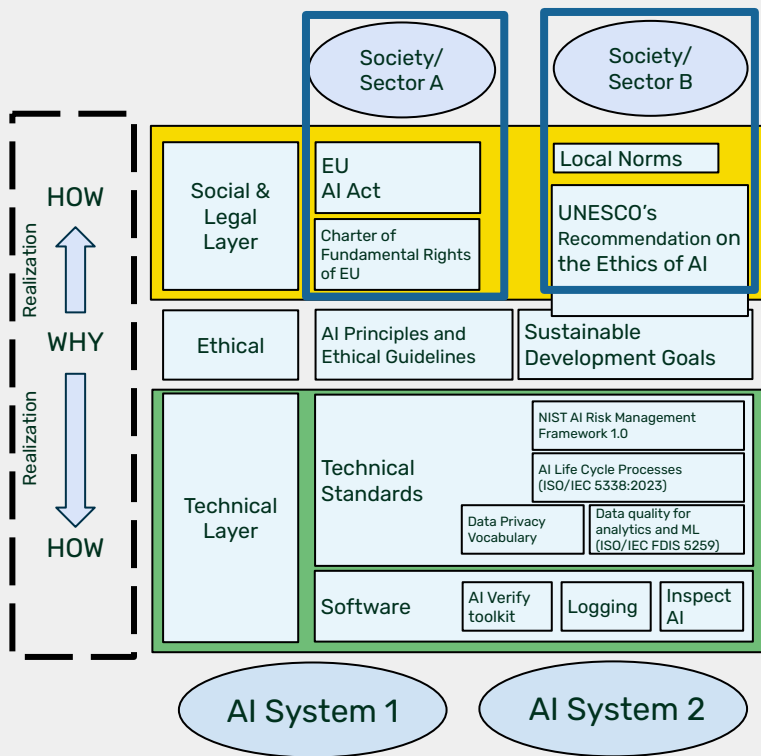 Society/
Sector A
Society/
Sector B
HOW
Realization
WHY
Realization
HOW
Social &
Legal
Layer
EU
AI Act
Charter of
Fundamental Rights
of EU
Local Norms
UNESCO's
Recommendation on
the Ethics of AI
Ethical
AI Principles and
Ethical Guidelines
Sustainable
Development Goals
Technical
Layer
Technical
Standards
NIST AI Risk Management
Framework 1.0
AI Life Cycle Processes
(ISO/IEC 5338:2023)
Data Privacy
Vocabulary
Data quality for
analytics and ML
(ISO/IEC FDIS 5259)
Software
AI Verify
toolkit
Logging
Inspect
AI
AI System 1
AI System 2